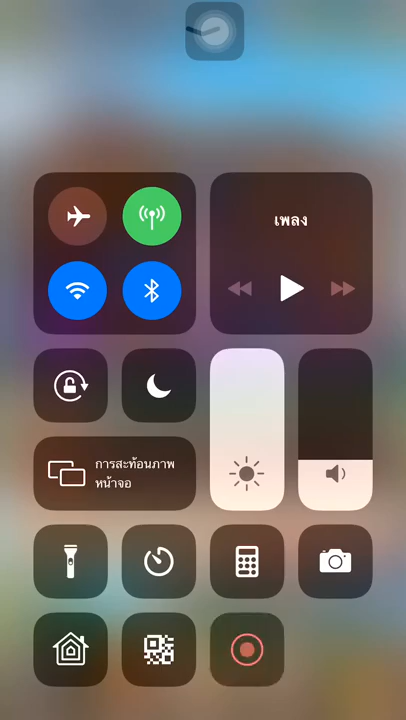 เพลง
การสะท้อนภาพ
หน้าจอ